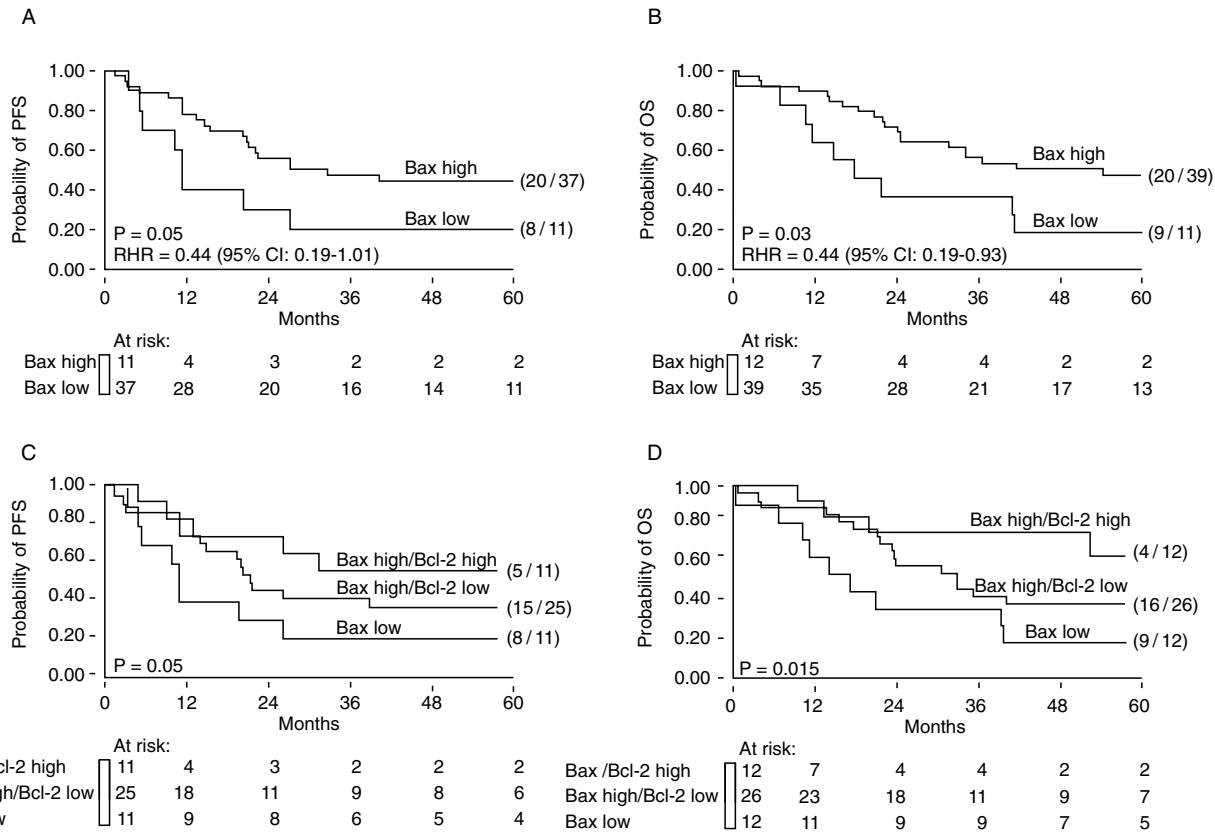 A
1.00
0.80
0.60
0.40
0.20
0.00
Probability of PFS
Bax high
(20/37)
Bax low
(8/11)
P = 0.05
RHR = 0.44 (95% CI: 0.19-1.01)
0 12 24 36 48 60
Months
At risk:
Bax high 11 4 3 2 2 2
Bax low 37 28 20 16 14 11
B
1.00
0.80
0.60
0.40
0.20
0.00
Probability of OS
Bax high
(20/39)
Bax low
(9/11)
P = 0.03
RHR = 0.44 (95% CI: 0.19-0.93)
0 12 24 36 48 60
Months
At risk:
Bax high 12 7 4 4 2 2
Bax low 39 35 28 21 17 13
C
1.00
0.80
0.60
0.40
0.20
0.00
Probability of PFS
Bax high/Bcl-2 high
(5/11)
Bax high/Bcl-2 low
(15/25)
Bax low
(8/11)
P = 0.05
0 12 24 36 48 60
Months
At risk:
cl-2 high 11 4 3 2 2 2
gh/Bcl-2 low 25 18 11 9 8 6
w 11 9 8 6 5 4
D
1.00
0.80
0.60
0.40
0.20
0.00
Probability of OS
Bax high/Bcl-2 high
(4/12)
Bax high/Bcl-2 low
(16/26)
Bax low
(9/12)
P = 0.015
0 12 24 36 48 60
Months
At risk:
Bax /Bcl-2 high 12 7 4 4 2 2
Bax high/Bcl-2 low 26 23 18 11 9 7
Bax low 12 11 9 9 7 5